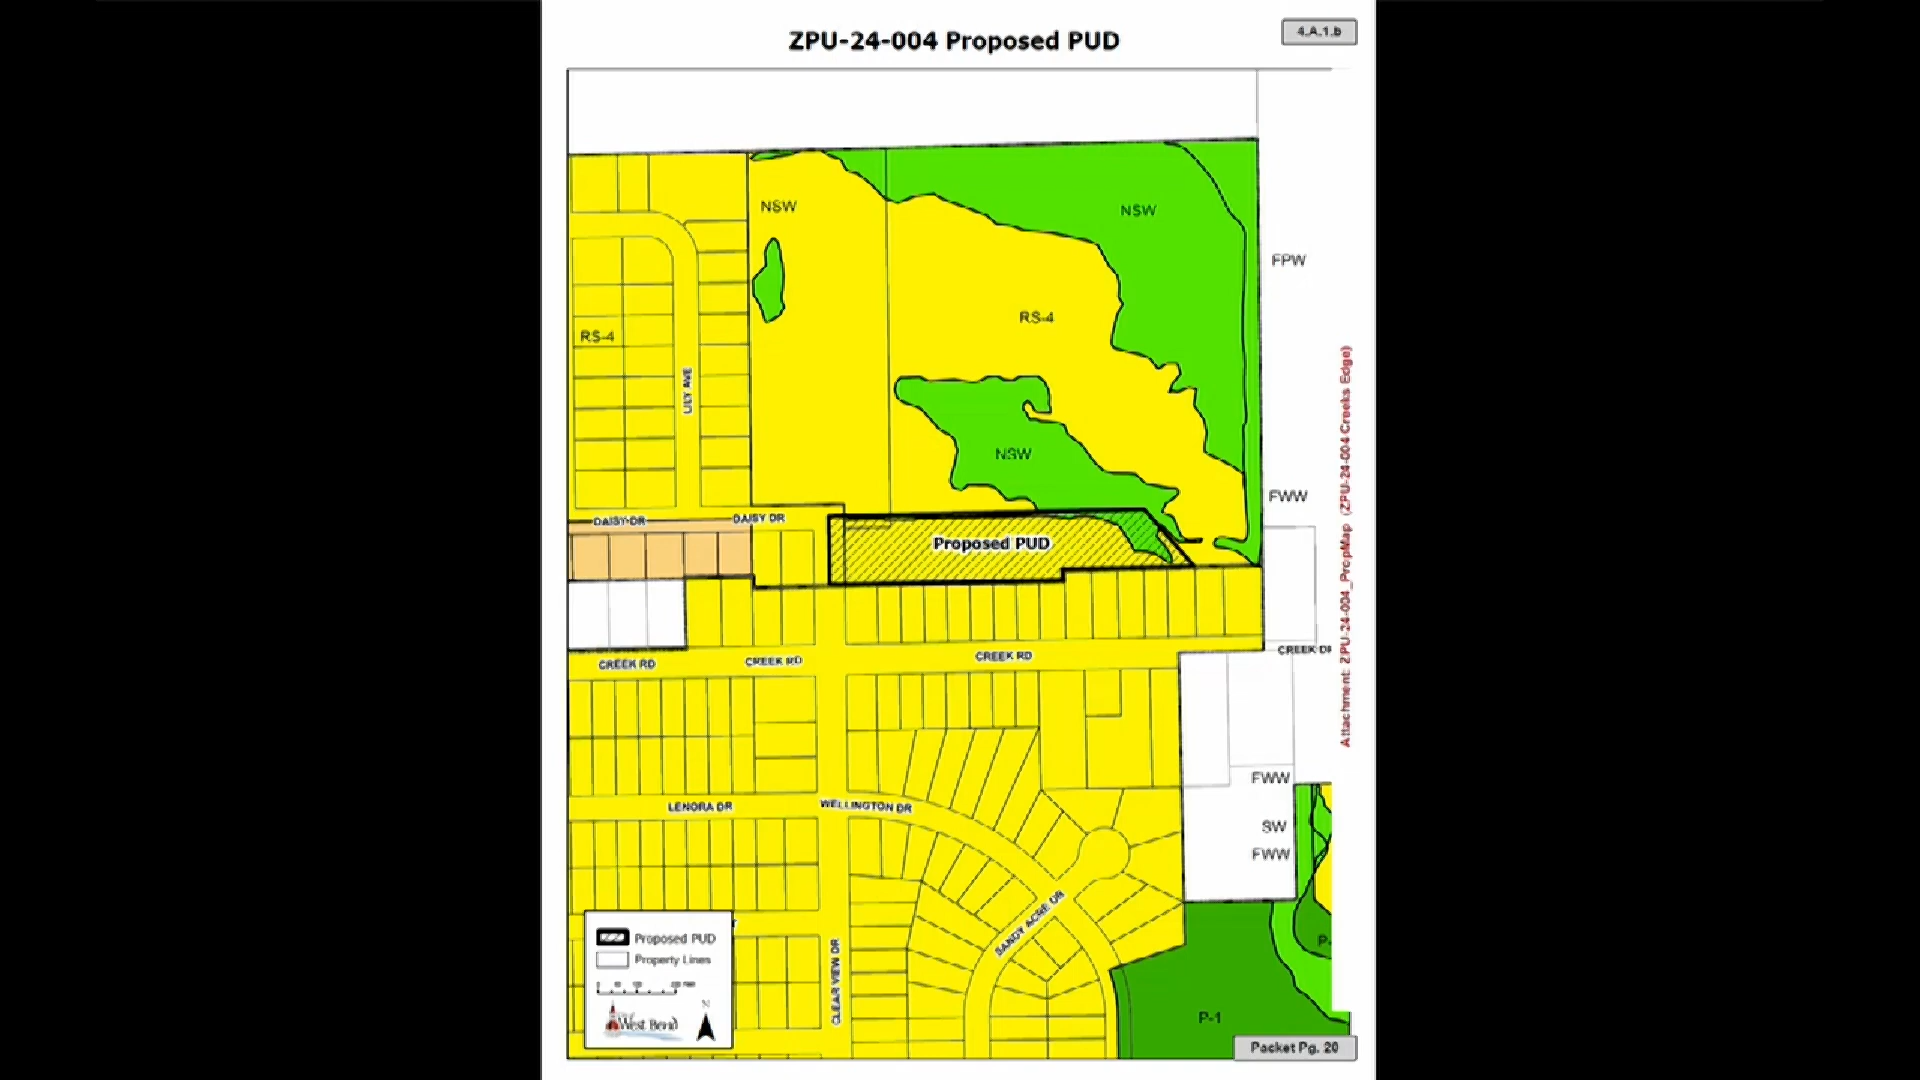 ZPU-24-004 Proposed PUD
4.A.1.b
NSW
NSW
FPW
RS-4
RS-4
LILY AVE
NSW
FWW
DAISY DR
DAISY DR
Proposed PUD
CREEK RD
CREEK RD
CREEK RD
CREEK DR
Attachment: ZPU-24-004_PropMap (ZPU-24-004 Creeks Edge)
FWW
SW
FWW
LENORA DR
WELLINGTON DR
SANDY ACRE DR
CLEAR VIEW DR
P-
P-1
Proposed PUD
Property Lines
West Bend
N
Packet Pg. 20